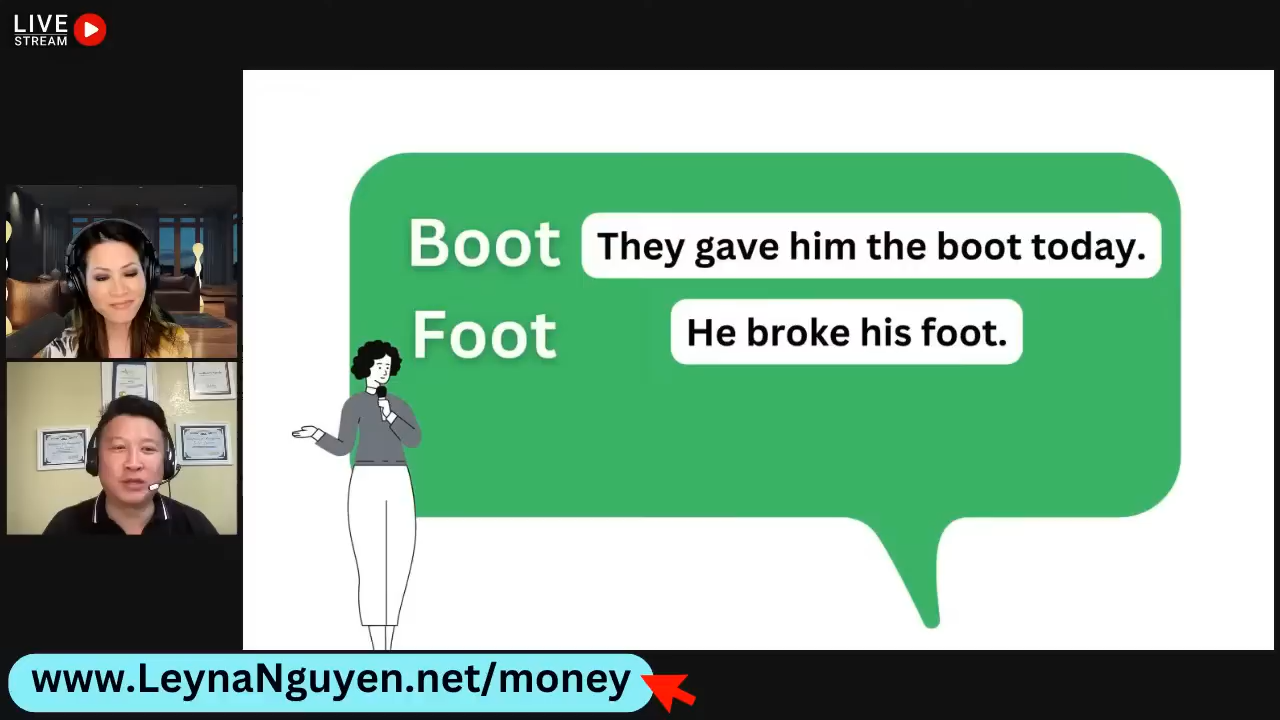 LIVE
STREAM
Boot They gave him the boot today.
Foot He broke his foot.
www.LeynaNguyen.net/money